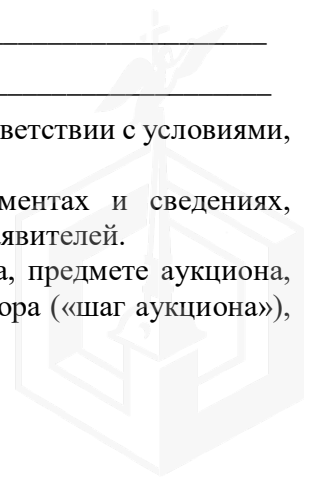 ветствии с условиями,
ментах и сведениях,
явителей.
а, предмете аукциона,
ора («шаг аукциона»),